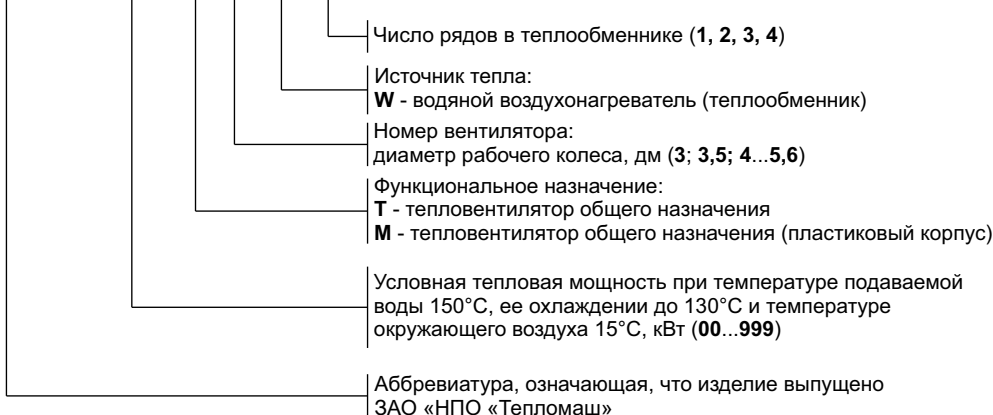 Число рядов в теплообменнике (1, 2, 3, 4)
Источник тепла:
W - водяной воздухонагреватель (теплообменник)
Номер вентилятора:
диаметр рабочего колеса, дм (3; 3,5; 4...5,6)
Функциональное назначение:
Т - тепловентилятор общего назначения
М - тепловентилятор общего назначения (пластиковый корпус)
Условная тепловая мощность при температуре подаваемой
воды 150°С, ее охлаждении до 130°С и температуре
окружающего воздуха 15°С, кВт (00...999)
Аббревиатура, означающая, что изделие выпущено
ЗАО «НПО «Тепломаш»